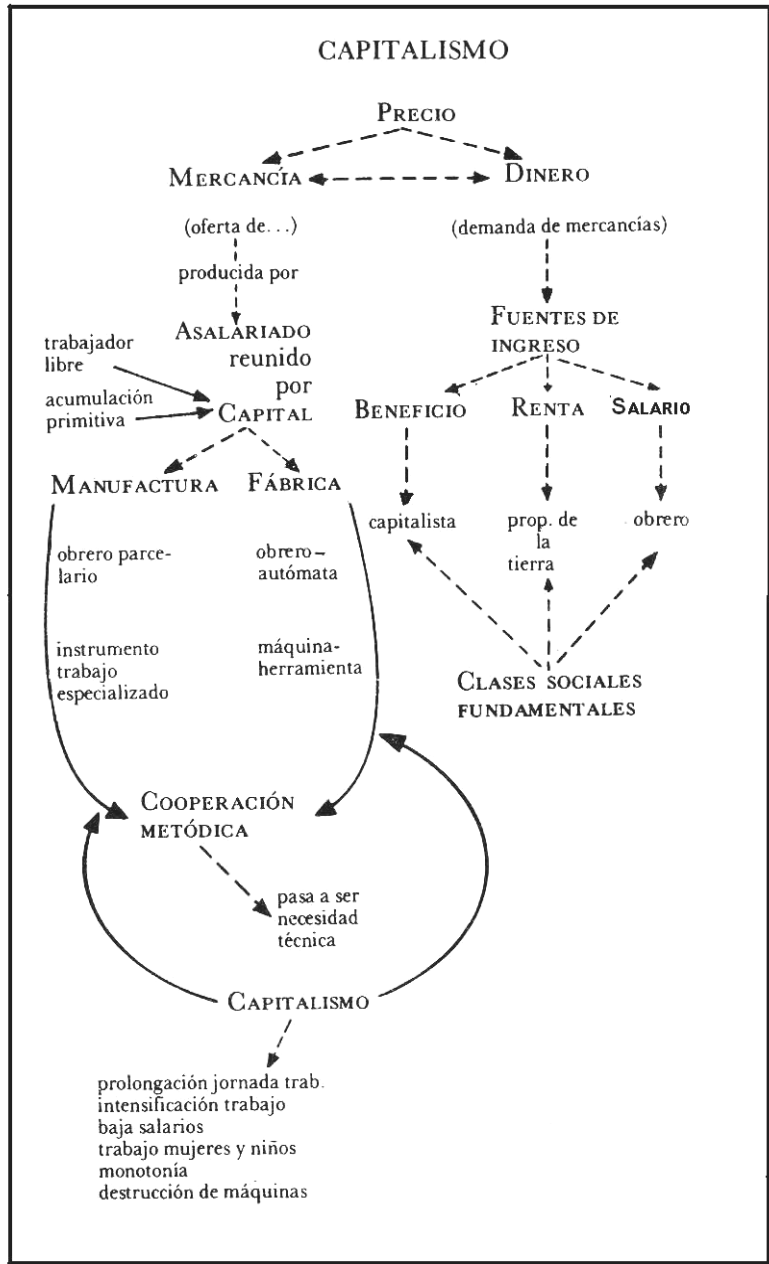 CAPITALISMO
PRECIO
MERCANCÍA
DINERO
(oferta de...)
(demanda de mercancías)
producida por
ASALARIADO
reunido
por
CAPITAL
trabajador
libre
acumulación
primitiva
FUENTES DE
INGRESO
BENEFICIO
RENTA
SALARIO
MANUFACTURA
FÁBRICA
capitalista
prop. de
la
tierra
obrero
obrero parce-
lario
obrero–
autómata
instrumento
trabajo
especializado
máquina-
herramienta
CLASES SOCIALES
FUNDAMENTALES
COOPERACIÓN
METÓDICA
pasa a ser
necesidad
técnica
CAPITALISMO
prolongación jornada trab.
intensificación trabajo
baja salarios
trabajo mujeres y niños
monotonía
destrucción de máquinas